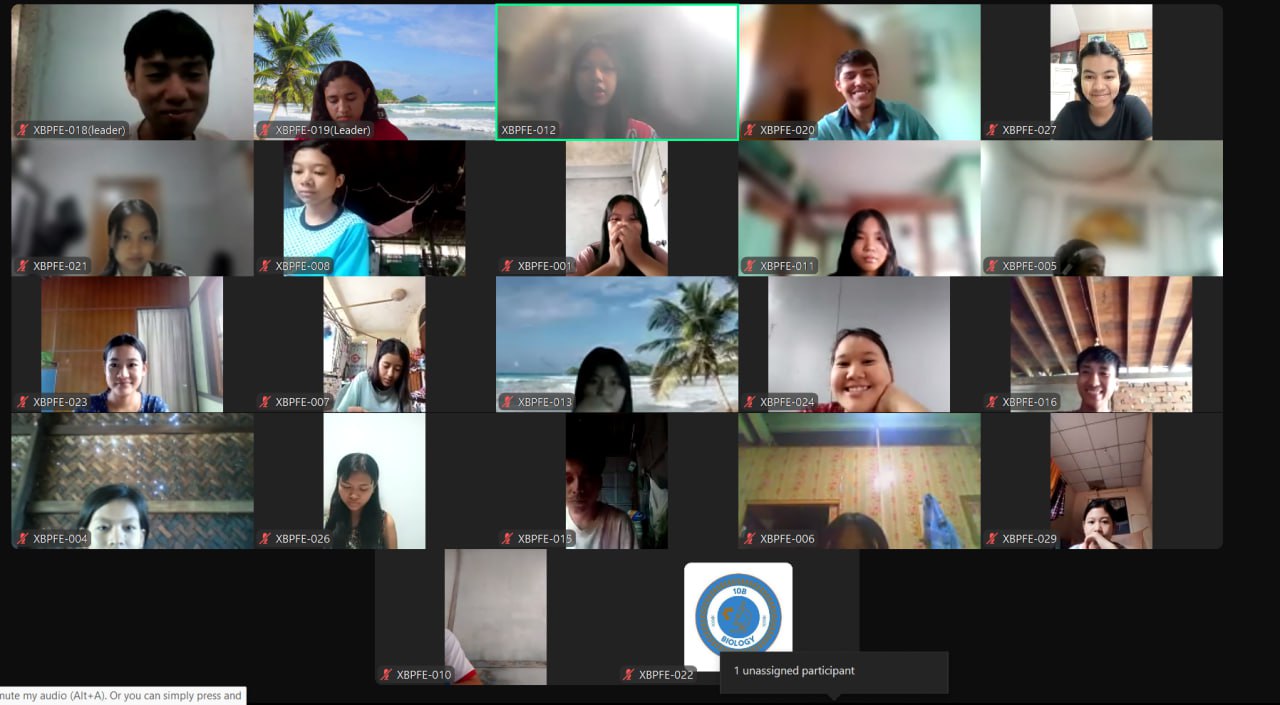 XBPFE-018(leader)
XBPFE-019(Leader)
XBPFE-012
XBPFE-020
XBPFE-027
XBPFE-021
XBPFE-008
XBPFE-001
XBPFE-011
XBPFE-005
XBPFE-023
XBPFE-007
XBPFE-013
XBPFE-024
XBPFE-016
XBPFE-004
XBPFE-026
XBPFE-015
XBPFE-006
XBPFE-029
10B
BIOLOGY
XBPFE-010
XBPFE-022
1 unassigned participant
mute my audio (Alt+A). Or you can simply press and